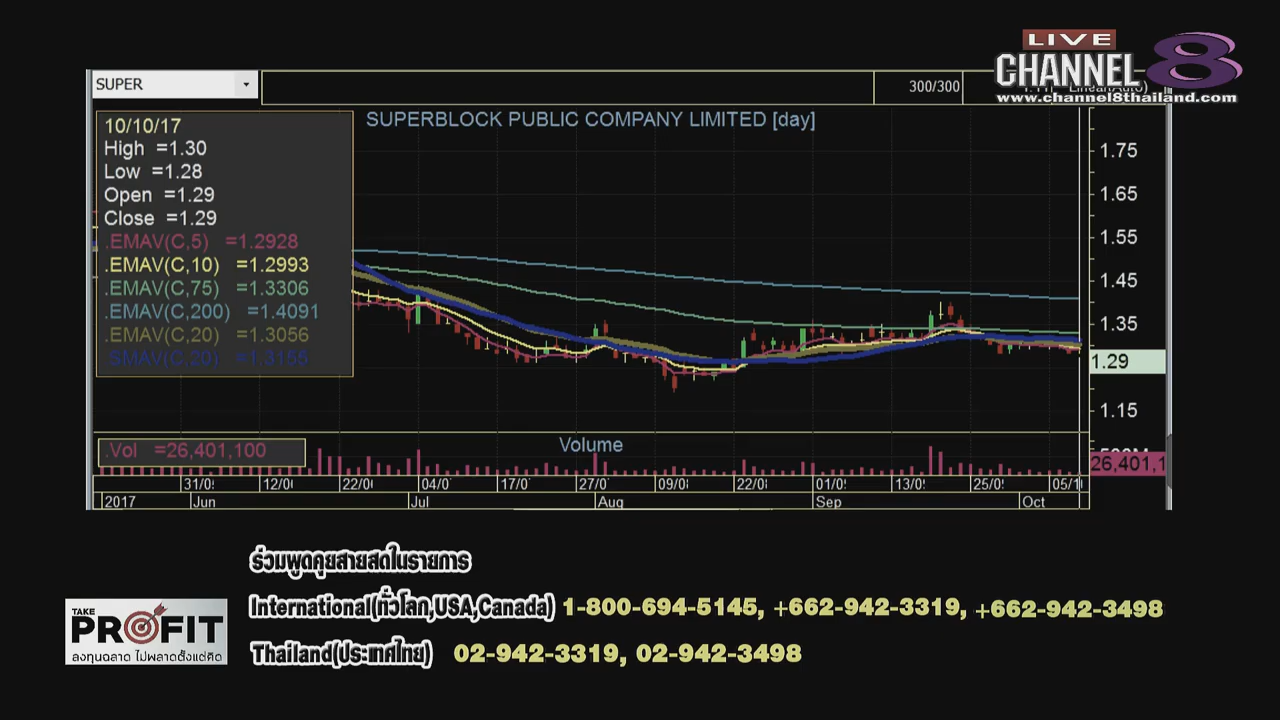 LIVE
CHANNEL 8
www.channel8thailand.com
SUPER
300/300
SUPERBLOCK PUBLIC COMPANY LIMITED [day]
10/10/17
High =1.30
Low =1.28
Open =1.29
Close =1.29
.EMAV(C,5) =1.2928
.EMAV(C,10) =1.2993
.EMAV(C,75) =1.3306
.EMAV(C,200) =1.4091
.EMAV(C,20) =1.3056
.SMAV(C,20) =1.3155
1.75
1.65
1.55
1.45
1.35
1.29
1.15
.Vol =26,401,100
Volume
26,401,1
31/0 12/0 22/0 04/0 17/0 27/0 09/0 22/0 01/0 13/0 25/0 05/1
2017 Jun Jul Aug Sep Oct
ร่วมพูดคุยสายสดในรายการ
International(ทั่วโลก,USA,Canada) 1-800-694-5145, +662-942-3319, +662-942-3498
Thailand(ประเทศไทย) 02-942-3319, 02-942-3498
TAKE
PROFIT
ลงทุนฉลาด ไม่พลาดตั้งแต่คิด